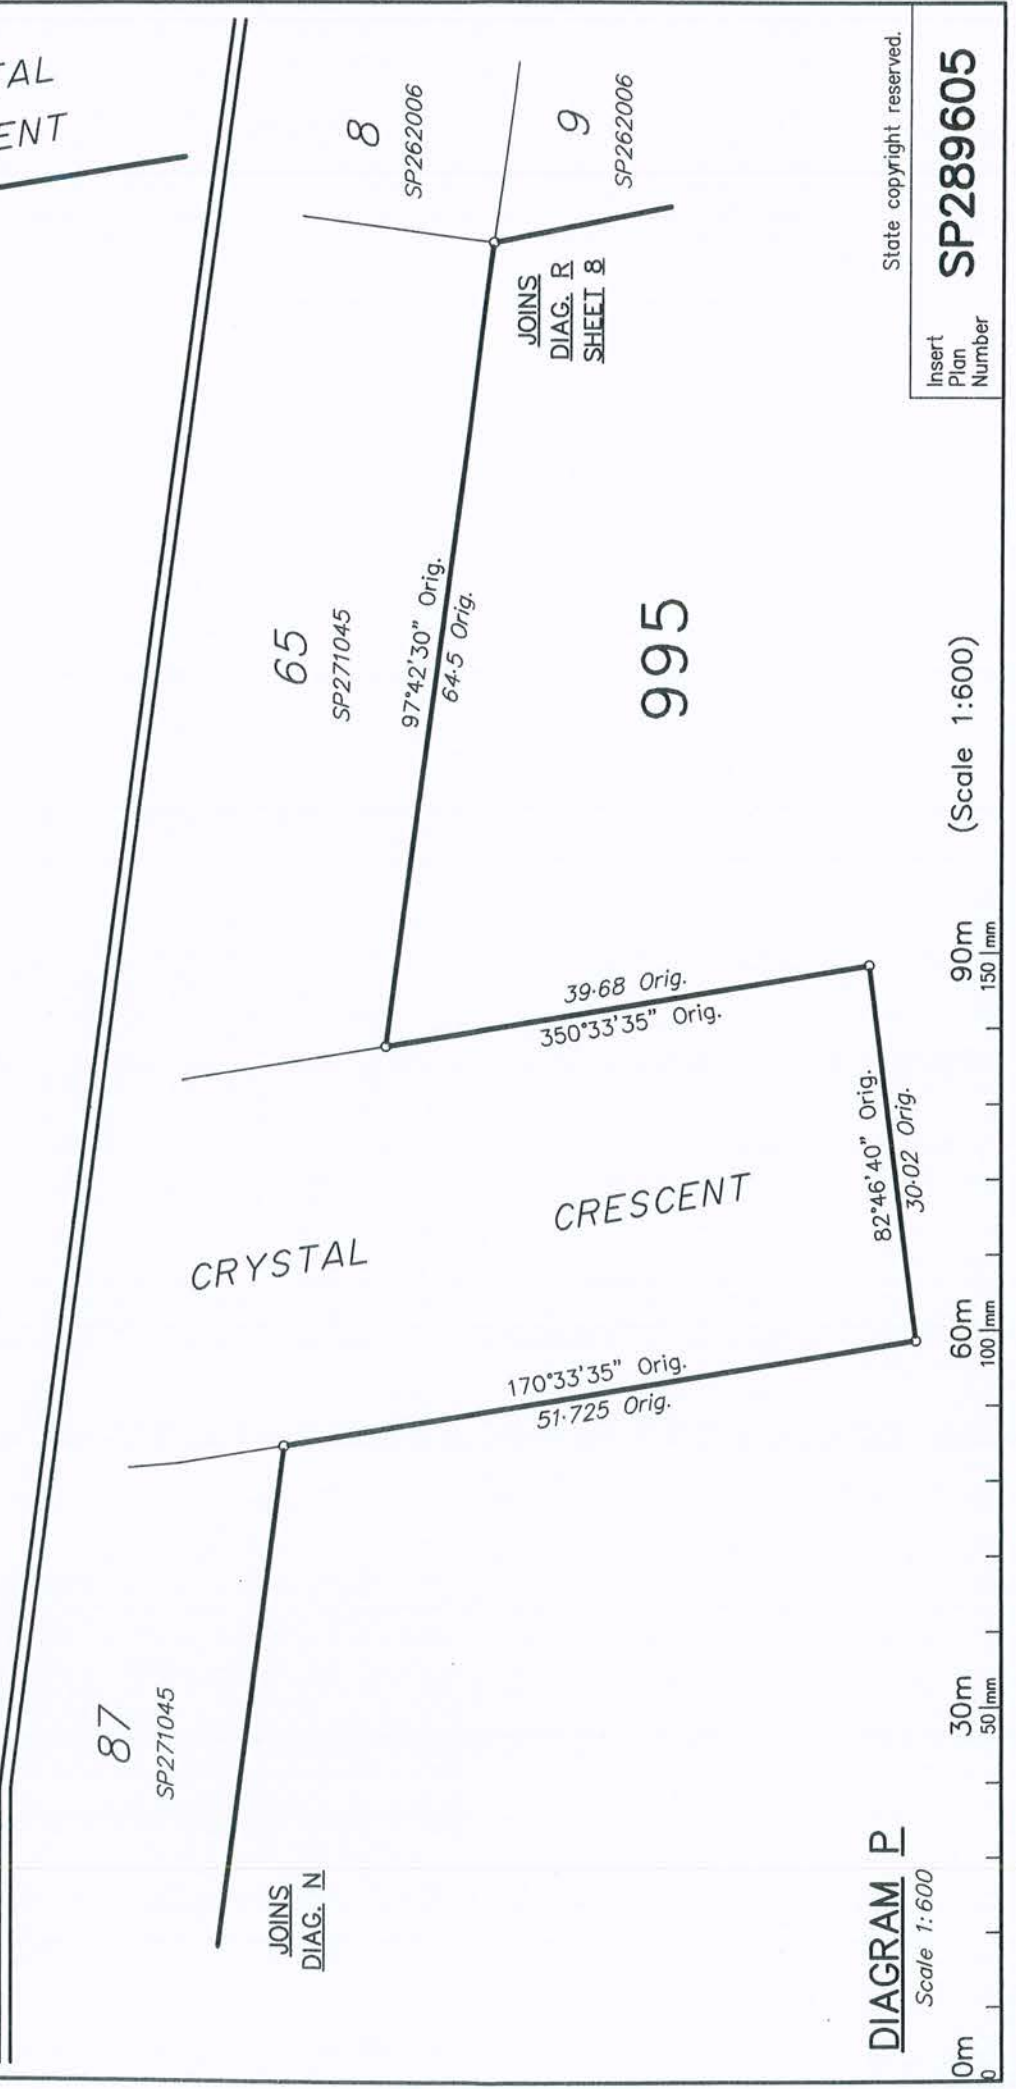 TAL
ENT
8
SP262006
9
SP262006
JOINS
DIAG. R
SHEET 8
65
SP271045
97°42'30" Orig.
64·5 Orig.
995
39·68 Orig.
350°33'35" Orig.
CRYSTAL
CRESCENT
82°46'40" Orig.
30·02 Orig.
170°33'35" Orig.
51·725 Orig.
87
SP271045
JOINS
DIAG. N
DIAGRAM P
Scale 1:600
0m 30m 60m 90m (Scale 1:600)
0 50 mm 100 mm 150 mm
State copyright reserved.
Insert
Plan
Number
SP289605